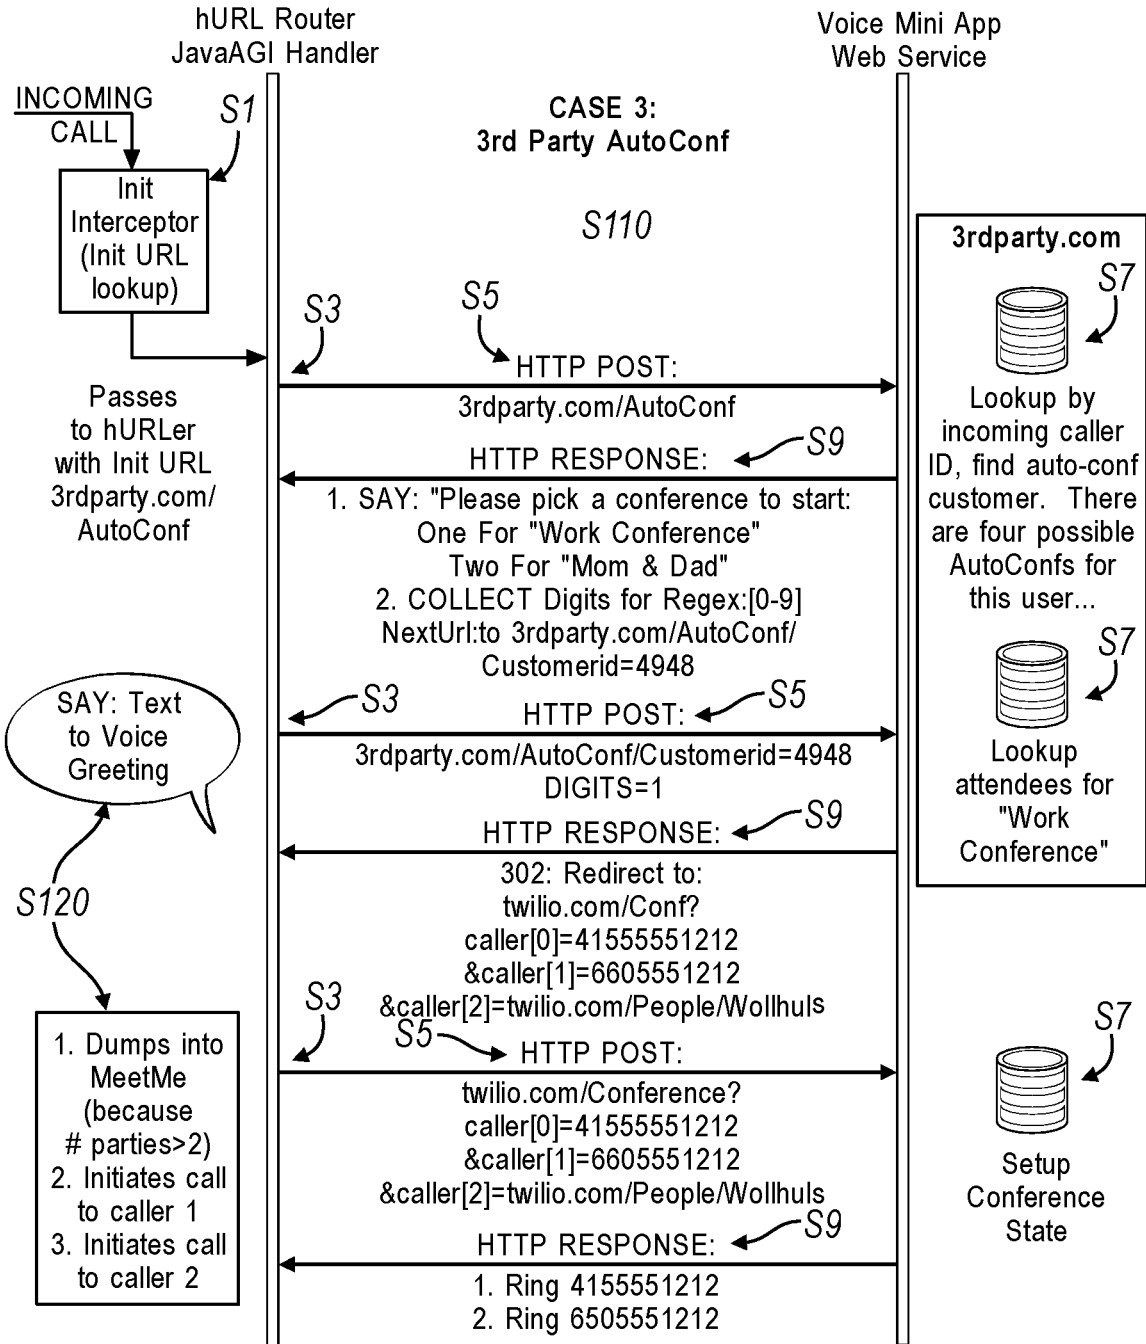 hURL Router
JavaAGI Handler
Voice Mini App
Web Service
INCOMING
CALL
S1
CASE 3:
3rd Party AutoConf
Init
Interceptor
(Init URL
lookup)
S110
3rdparty.com
S7
S3
S5
HTTP POST:
3rdparty.com/AutoConf
Passes
to hURLer
with Init URL
3rdparty.com/
AutoConf
Lookup by
incoming caller
ID, find auto-conf
customer. There
are four possible
AutoConfs for
this user...
HTTP RESPONSE:
S9
1. SAY: "Please pick a conference to start:
One For "Work Conference"
Two For "Mom & Dad"
2. COLLECT Digits for Regex:[0-9]
NextUrl:to 3rdparty.com/AutoConf/
Customerid=4948
S7
SAY: Text
to Voice
Greeting
S3
HTTP POST:
S5
3rdparty.com/AutoConf/Customerid=4948
DIGITS=1
Lookup
attendees for
"Work
Conference"
HTTP RESPONSE:
S9
S120
302: Redirect to:
twilio.com/Conf?
caller[0]=41555551212
&caller[1]=6605551212
&caller[2]=twilio.com/People/Wollhuls
S3
S5
HTTP POST:
S7
1. Dumps into
MeetMe
(because
# parties>2)
2. Initiates call
to caller 1
3. Initiates call
to caller 2
twilio.com/Conference?
caller[0]=41555551212
&caller[1]=6605551212
&caller[2]=twilio.com/People/Wollhuls
Setup
Conference
State
HTTP RESPONSE:
S9
1. Ring 4155551212
2. Ring 6505551212